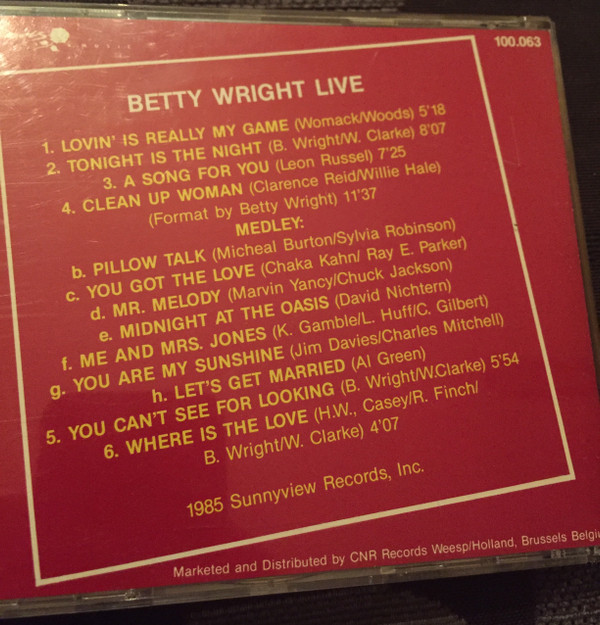 100.063
BETTY WRIGHT LIVE
1. LOVIN' IS REALLY MY GAME (Womack/Woods) 5'18
2. TONIGHT IS THE NIGHT (B. Wright/W. Clarke) 8'07
3. A SONG FOR YOU (Leon Russel) 7'25
4. CLEAN UP WOMAN (Clarence Reid/Willie Hale)
(Format by Betty Wright) 11'37
MEDLEY:
b. PILLOW TALK (Micheal Burton/Sylvia Robinson)
c. YOU GOT THE LOVE (Chaka Kahn/ Ray E. Parker)
d. MR. MELODY (Marvin Yancy/Chuck Jackson)
e. MIDNIGHT AT THE OASIS (David Nichtern)
f. ME AND MRS. JONES (K. Gamble/L. Huff/C. Gilbert)
g. YOU ARE MY SUNSHINE (Jim Davies/Charles Mitchell)
h. LET'S GET MARRIED (Al Green)
5. YOU CAN'T SEE FOR LOOKING (B. Wright/W.Clarke) 5'54
6. WHERE IS THE LOVE (H.W., Casey/R. Finch/
B. Wright/W. Clarke) 4'07
1985 Sunnyview Records, Inc.
Marketed and Distributed by CNR Records Weesp/Holland, Brussels Belgiu